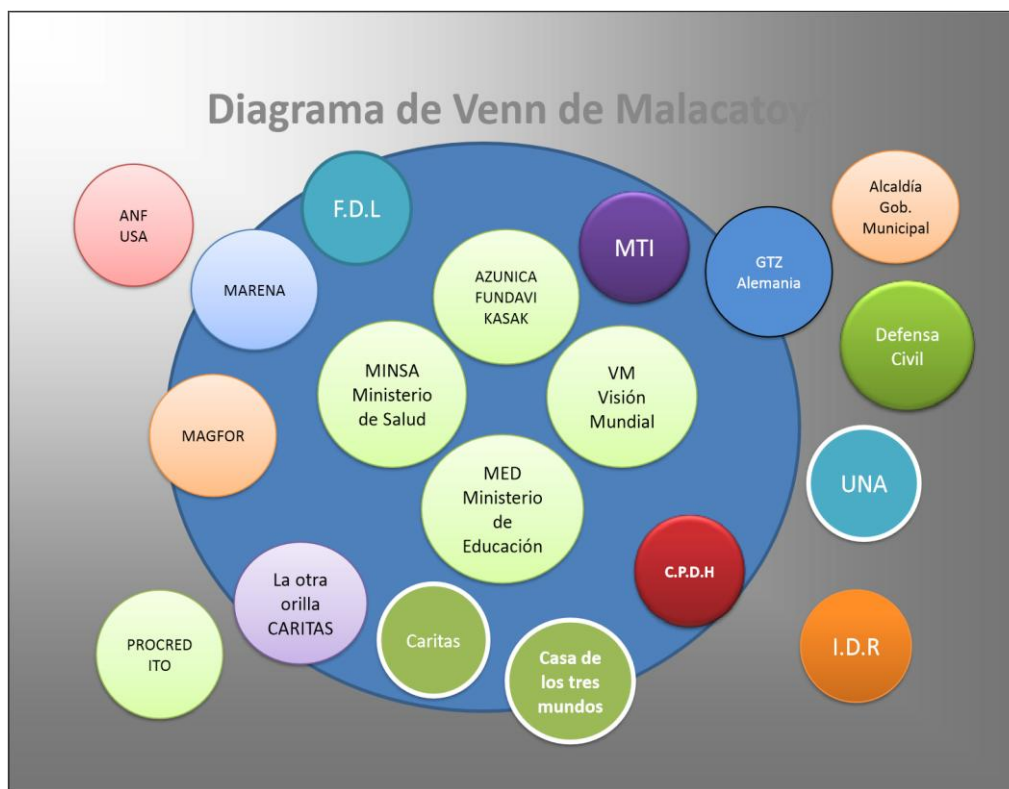 Diagrama de Venn de Malacatoya
F.D.L
Alcaldía
Gob.
Municipal
ANF
USA
MTI
GTZ
Alemania
MARENA
AZUNICA
FUNDAVI
KASAK
Defensa
Civil
MINSA
Ministerio
de Salud
VM
Visión
Mundial
MAGFOR
UNA
MED
Ministerio
de
Educación
C.P.D.H
La otra
orilla
CARITAS
PROCRED
ITO
Caritas
Casa de
los tres
mundos
I.D.R